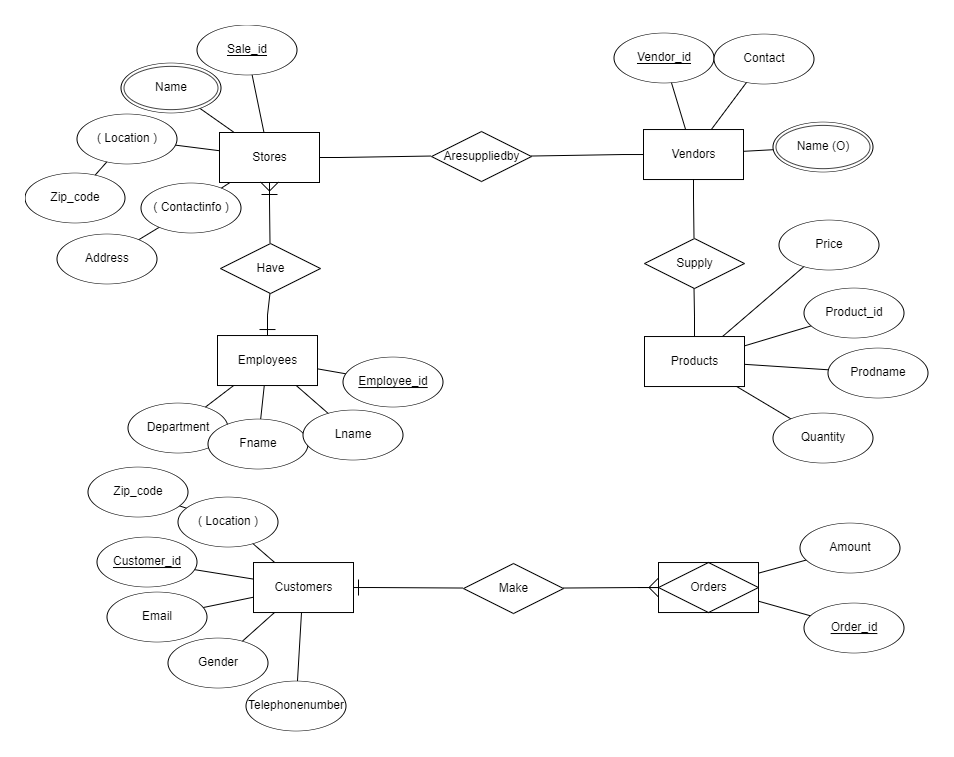 Sale_id
Name
( Location )
Zip_code
( Contactinfo )
Address
Stores
Aresuppliedby
Vendor_id
Contact
Vendors
Name (O)
Have
Supply
Price
Product_id
Products
Prodname
Quantity
Employees
Employee_id
Department
Fname
Lname
Zip_code
( Location )
Customer_id
Customers
Email
Gender
Telephonenumber
Make
Orders
Amount
Order_id